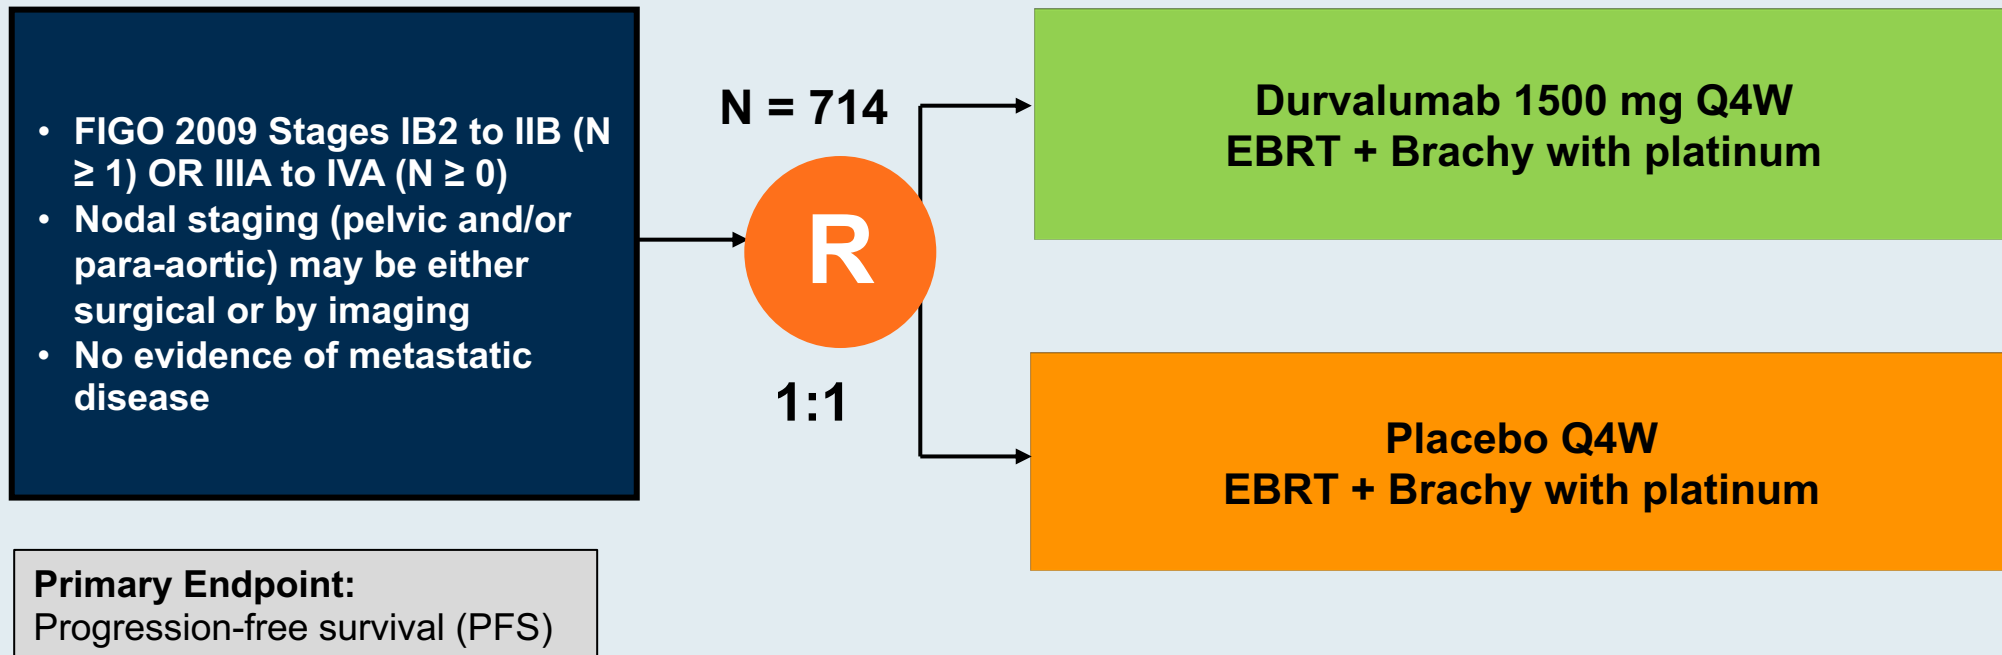 • FIGO 2009 Stages IB2 to IIB (N
≥ 1) OR IIIA to IVA (N ≥ 0)
• Nodal staging (pelvic and/or
para-aortic) may be either
surgical or by imaging
• No evidence of metastatic
disease
N = 714
R
1:1
Durvalumab 1500 mg Q4W
EBRT + Brachy with platinum
Placebo Q4W
EBRT + Brachy with platinum
Primary Endpoint:
Progression-free survival (PFS)